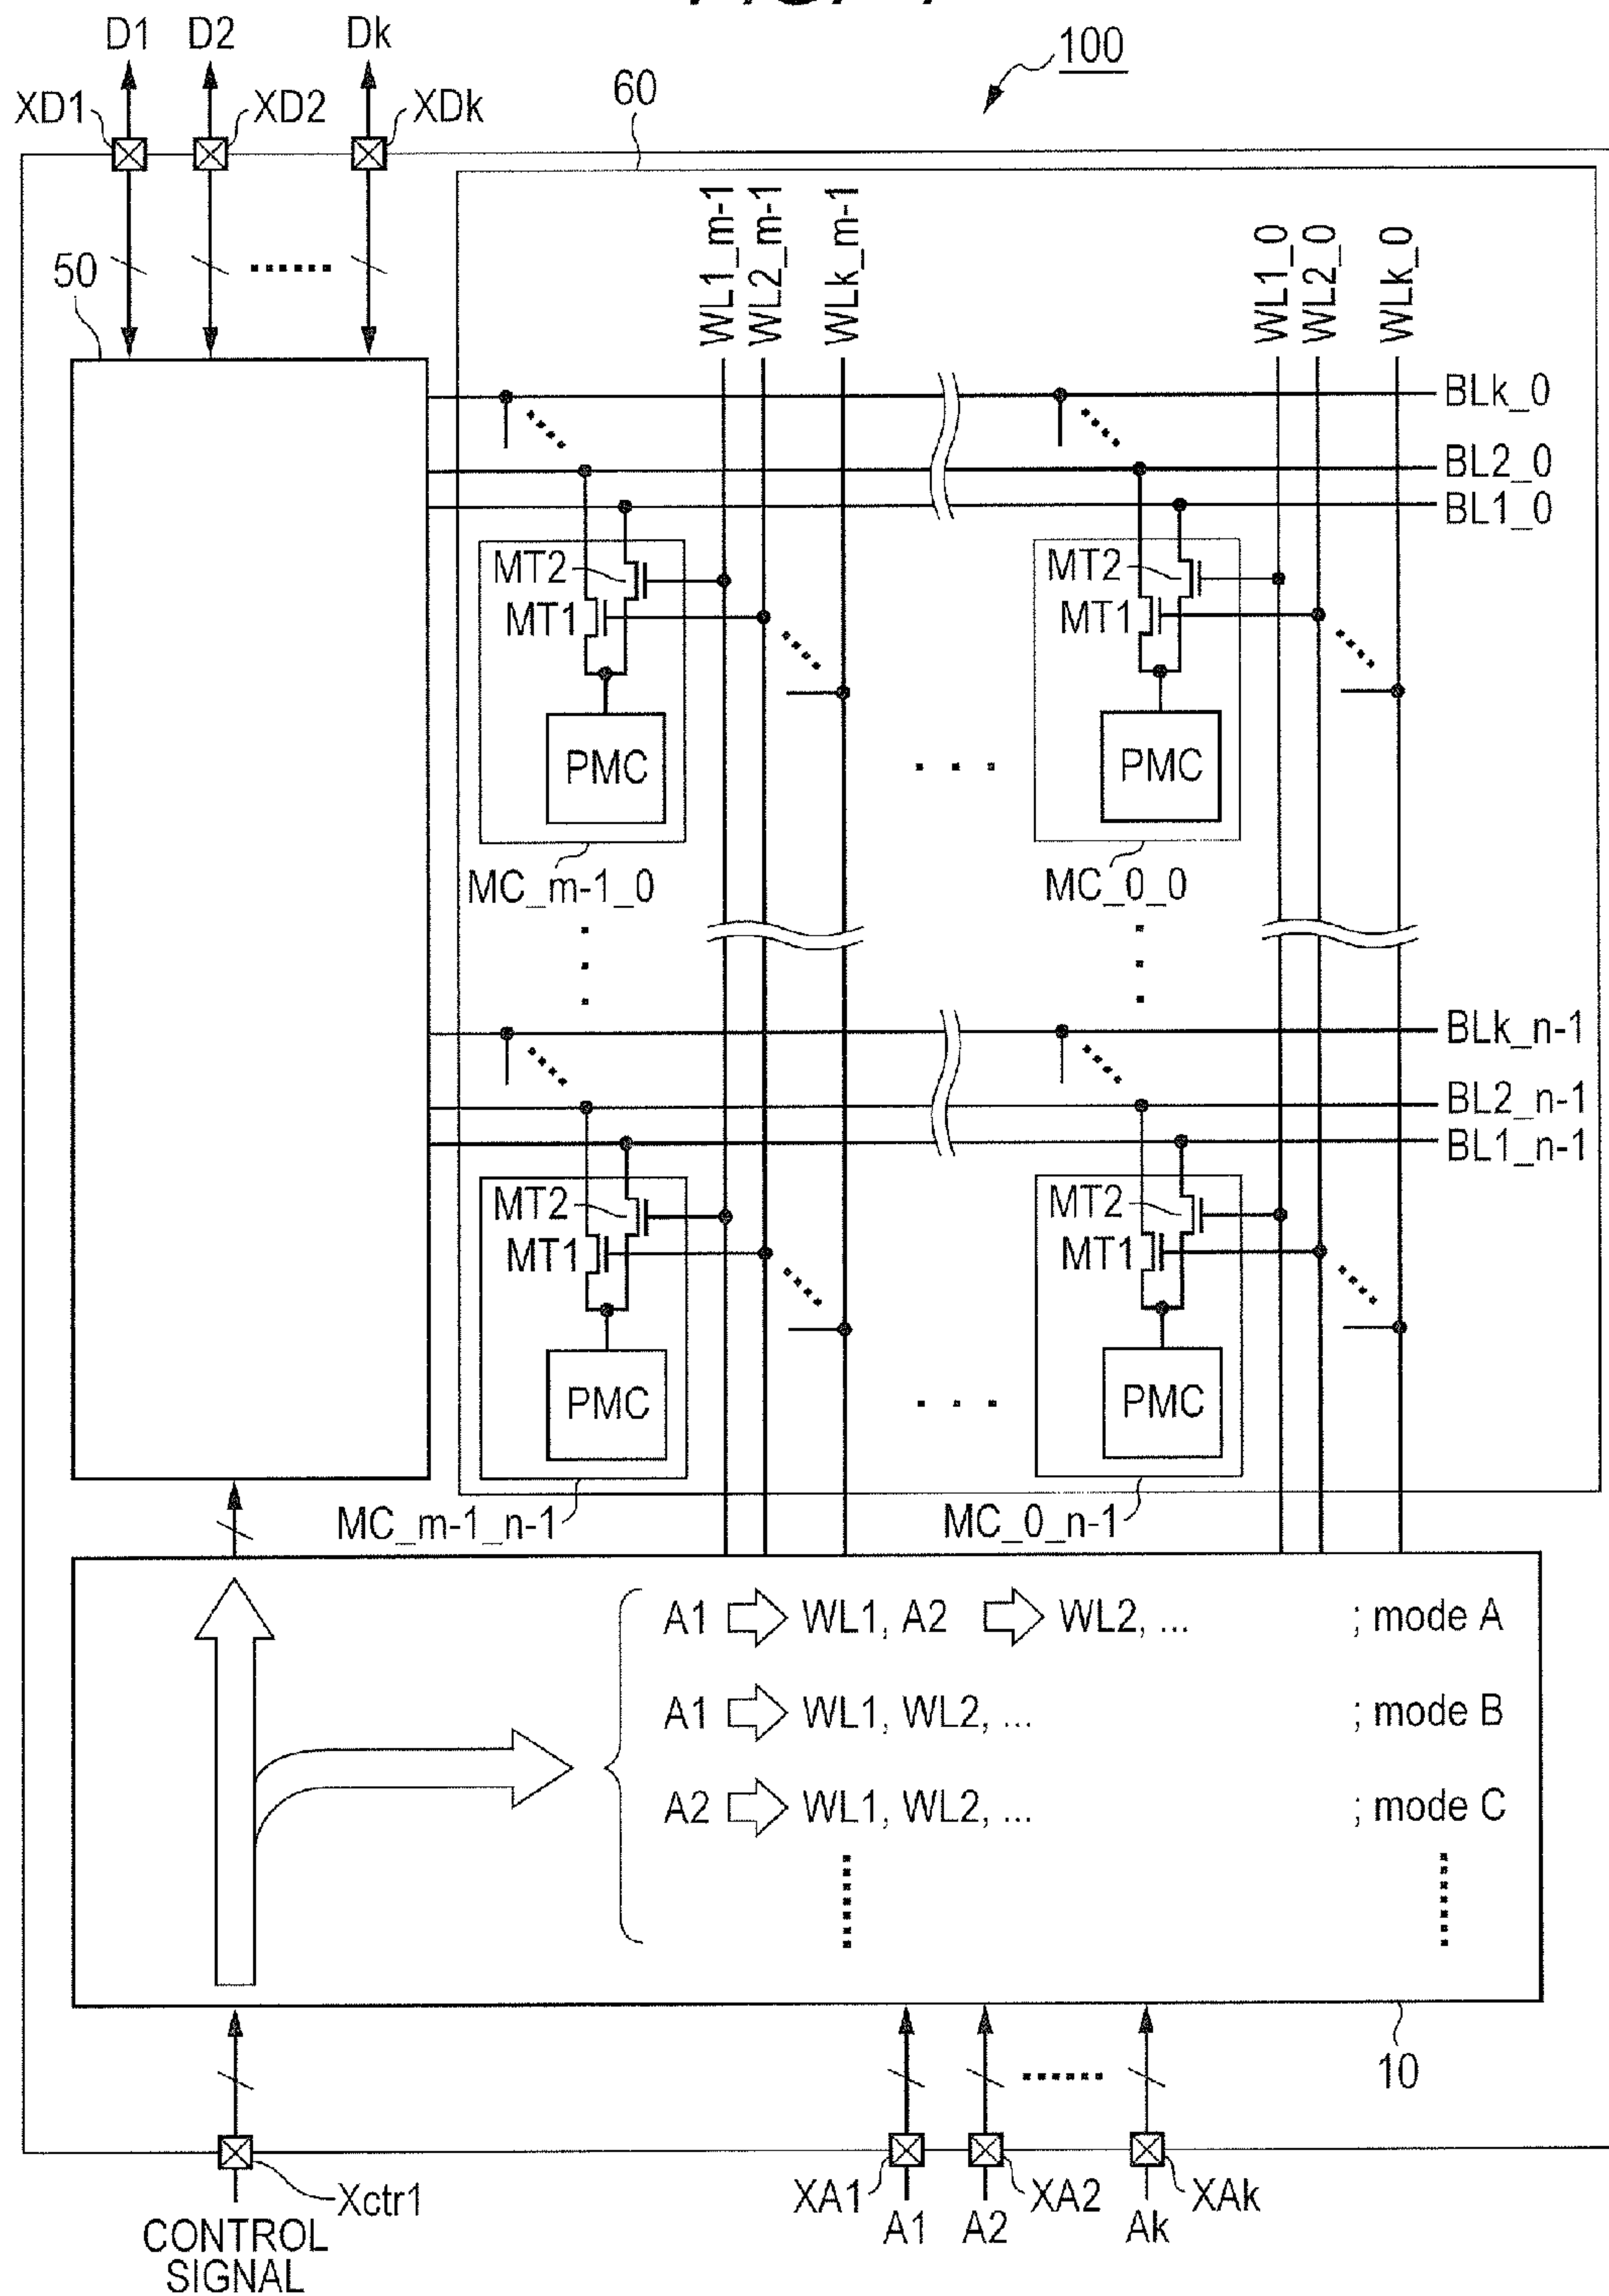 D1 D2 Dk
100
XD1 XD2 XDk
60
50
WL1_m-1
WL2_m-1
WLk_m-1
WL1_0
WL2_0
WLk_0
BLk_0
BL2_0
BL1_0
MT2
MT1
PMC
MC_m-1_0
MT2
MT1
PMC
MC_0_0
BLk_n-1
BL2_n-1
BL1_n-1
MT2
MT1
PMC
MC_m-1_n-1
MT2
MT1
PMC
MC_0_n-1
A1 WL1, A2 WL2, ... ; mode A
A1 WL1, WL2, ... ; mode B
A2 WL1, WL2, ... ; mode C
10
Xctr1
CONTROL
SIGNAL
XA1 XA2 XAk
A1 A2 Ak